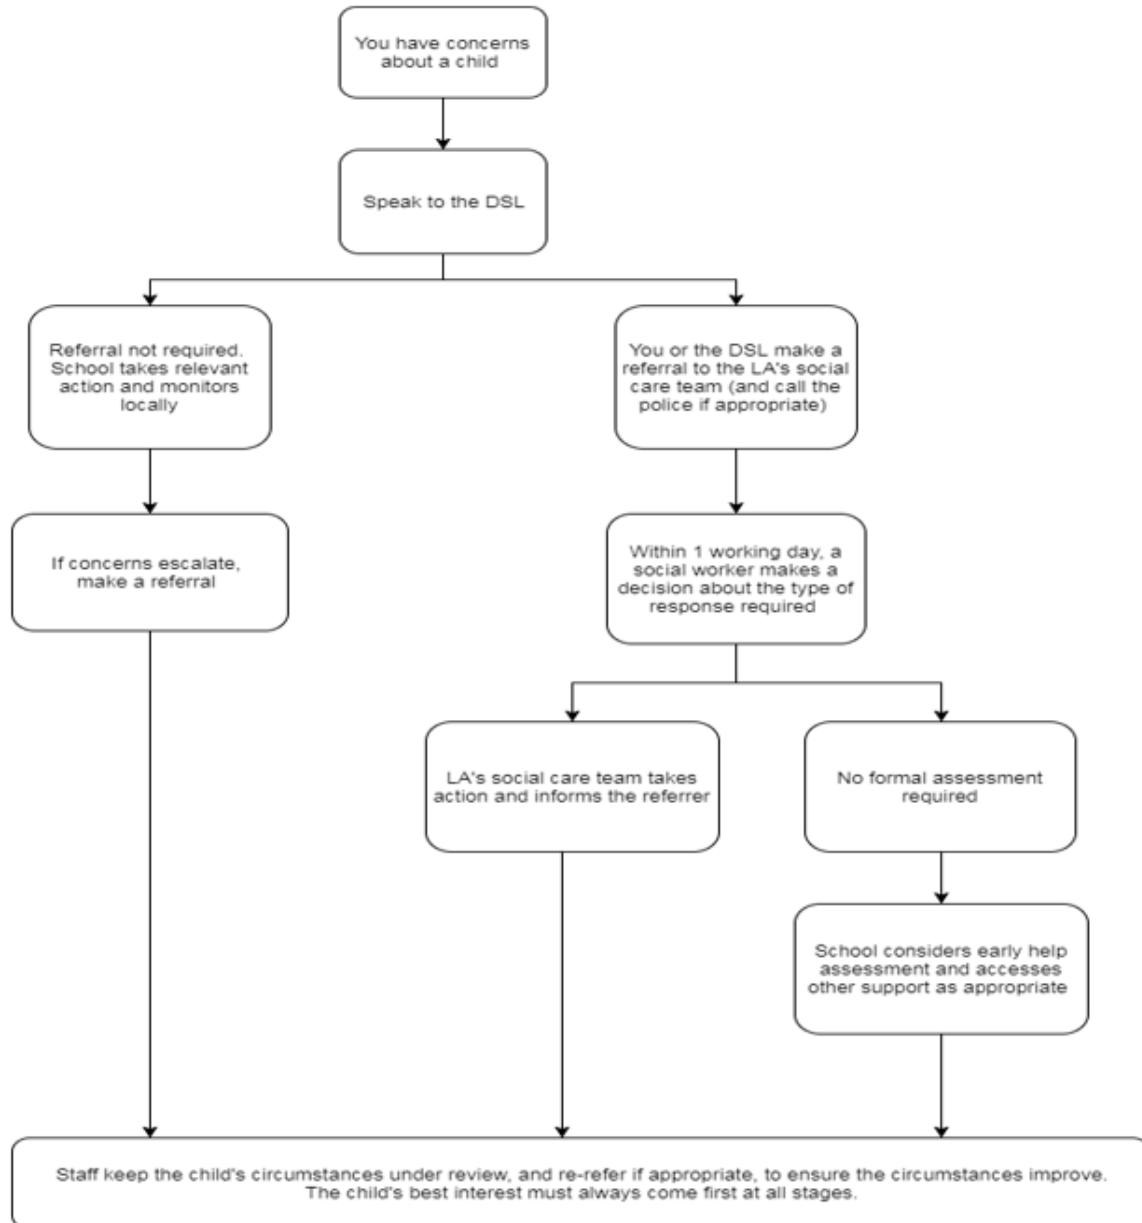 You have concerns
about a child
Speak to the DSL
Referral not required.
School takes relevant
action and monitors
locally
You or the DSL make a
referral to the LA's social
care team (and call the
police if appropriate)
If concerns escalate,
make a referral
Within 1 working day, a
social worker makes a
decision about the type of
response required
LA's social care team takes
action and informs the referrer
No formal assessment
required
School considers early help
assessment and accesses
other support as appropriate
Staff keep the child's circumstances under review, and re-refer if appropriate, to ensure the circumstances improve.
The child's best interest must always come first at all stages.